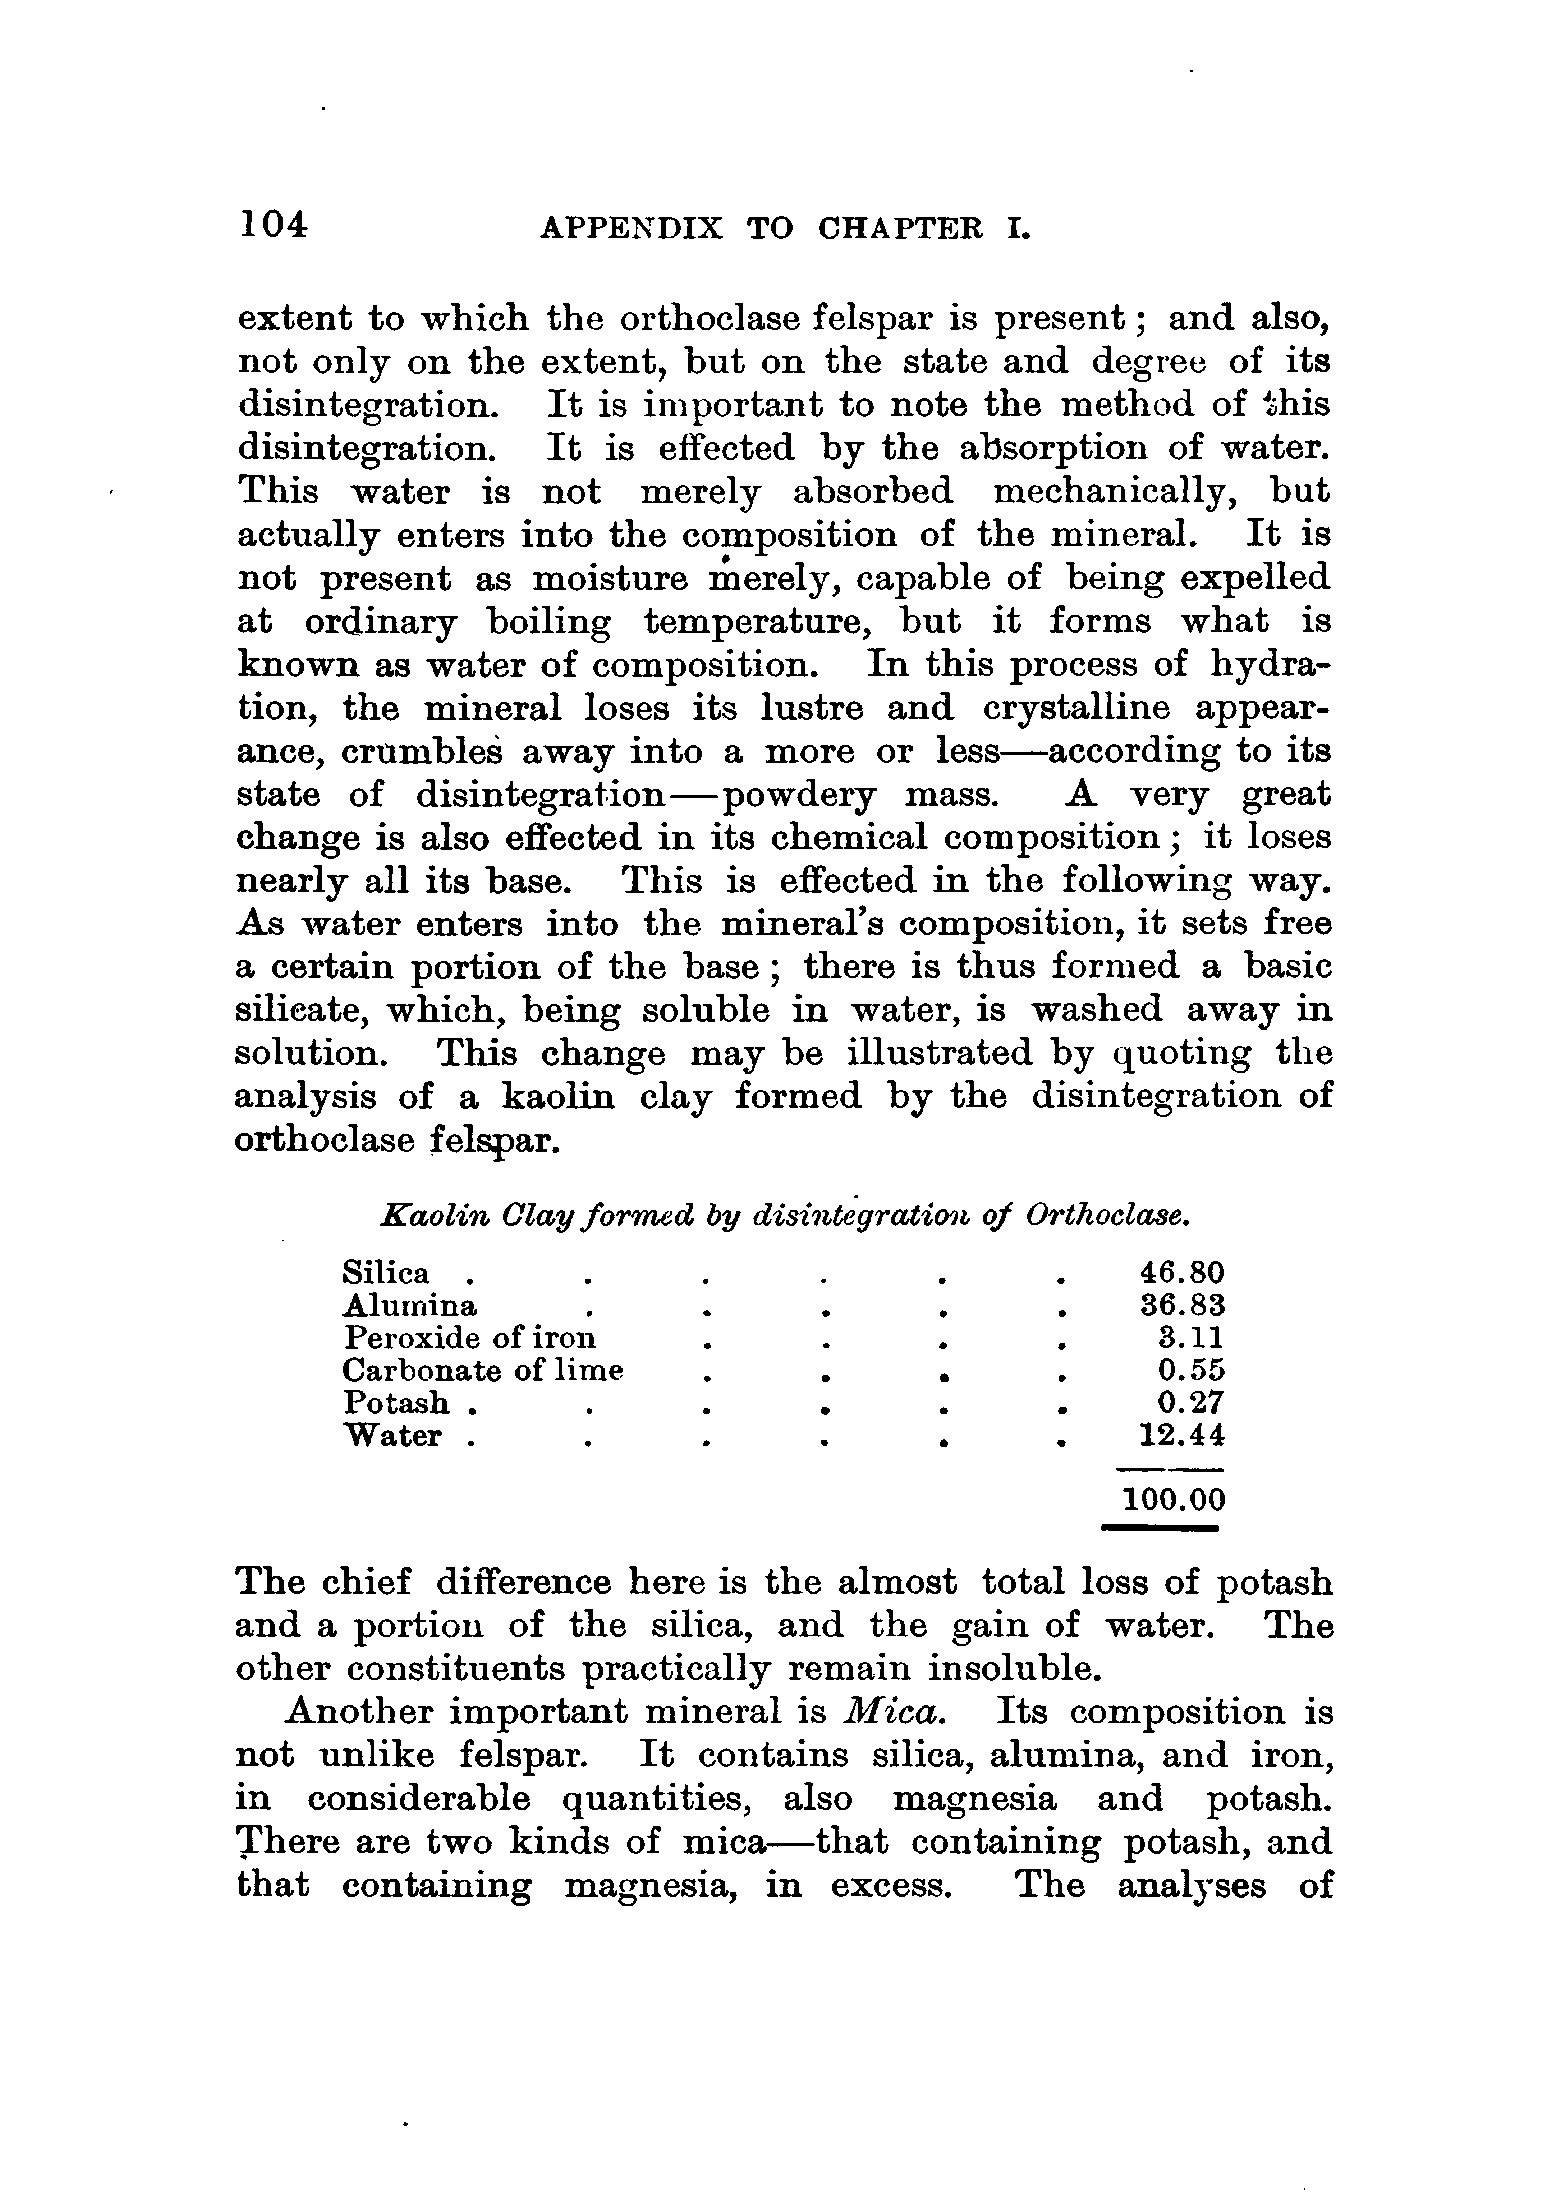 104 APPENDIX TO CHAPTER I.
extent to which the orthoclase felspar is present; and also,
not only on the extent, but on the state and degree of its
disintegration. It is important to note the method of this
disintegration. It is effected by the absorption of water.
This water is not merely absorbed mechanically, but
actually enters into the composition of the mineral. It is
not present as moisture merely, capable of being expelled
at ordinary boiling temperature, but it forms what is
known as water of composition. In this process of hydra-
tion, the mineral loses its lustre and crystalline appear-
ance, crumbles away into a more or less—according to its
state of disintegration—powdery mass. A very great
change is also effected in its chemical composition; it loses
nearly all its base. This is effected in the following way.
As water enters into the mineral's composition, it sets free
a certain portion of the base; there is thus formed a basic
silicate, which, being soluble in water, is washed away in
solution. This change may be illustrated by quoting the
analysis of a kaolin clay formed by the disintegration of
orthoclase felspar.
Kaolin Clay formed by disintegration of Orthoclase.
Silica . . . . . . 46.80
Alumina . . . . . 36.83
Peroxide of iron . . . . 3.11
Carbonate of lime . . . . 0.55
Potash . . . . . . 0.27
Water . . . . . . 12.44
100.00
The chief difference here is the almost total loss of potash
and a portion of the silica, and the gain of water. The
other constituents practically remain insoluble.
Another important mineral is Mica. Its composition is
not unlike felspar. It contains silica, alumina, and iron,
in considerable quantities, also magnesia and potash.
There are two kinds of mica—that containing potash, and
that containing magnesia, in excess. The analyses of